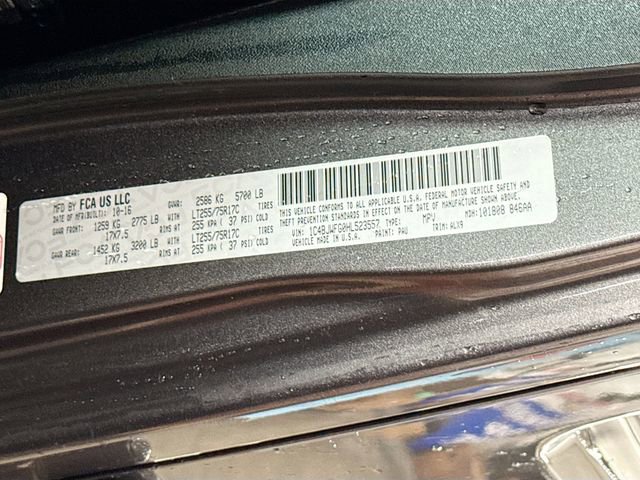 MFD BY FCA US LLC
DATE OF MFR(BUILT): 10-16 GVWR: 2586 KG 5700 LB
GAWR FRONT: 1259 KG 2775 LB WITH LT255/75R17C TIRES
17X7.5 RIMS AT 255 KPA( 37 PSI) COLD
GAWR REAR: 1452 KG 3200 LB WITH LT255/75R17C TIRES
17X7.5 RIMS AT 255 KPA( 37 PSI) COLD
THIS VEHICLE CONFORMS TO ALL APPLICABLE U.S.A. FEDERAL MOTOR VEHICLE SAFETY AND
THEFT PREVENTION STANDARDS IN EFFECT ON THE DATE OF MANUFACTURE SHOWN ABOVE.
VIN: 1C4BJWFG0HL523557 TYPE: MPV MDH:101808 846AA
VEHICLE MADE IN U.S.A. PAINT: PAU TRIM: ALX9